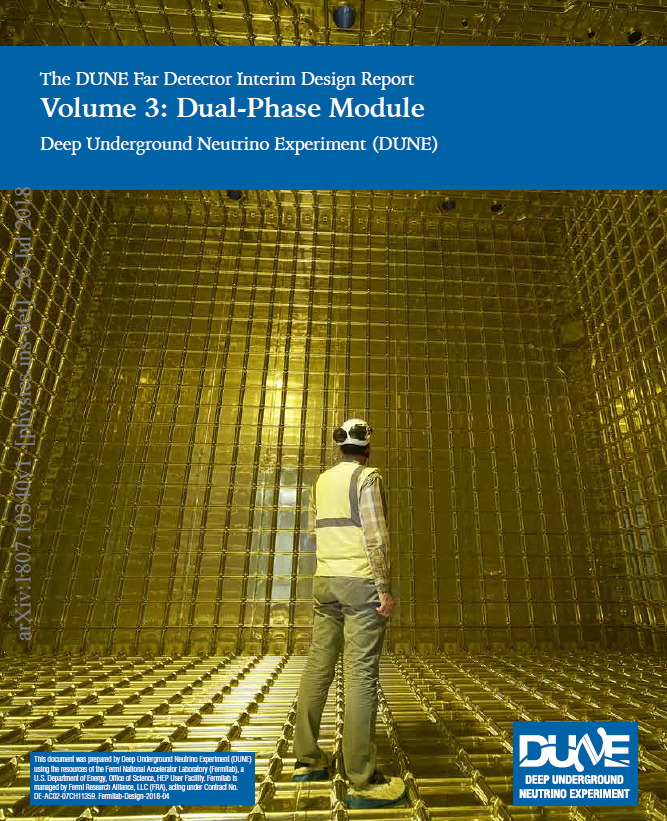 The DUNE Far Detector Interim Design Report
Volume 3: Dual-Phase Module
Deep Underground Neutrino Experiment (DUNE)
arXiv:1807.10340v1 [physics.ins-det] 26 Jul 2018
This document was prepared by Deep Underground Neutrino Experiment (DUNE)
using the resources of the Fermi National Accelerator Laboratory (Fermilab), a
U.S. Department of Energy, Office of Science, HEP User Facility. Fermilab is
managed by Fermi Research Alliance, LLC (FRA), acting under Contract No.
DE-AC02-07CH11359. Fermilab-Design-2018-04
DUNE
DEEP UNDERGROUND
NEUTRINO EXPERIMENT